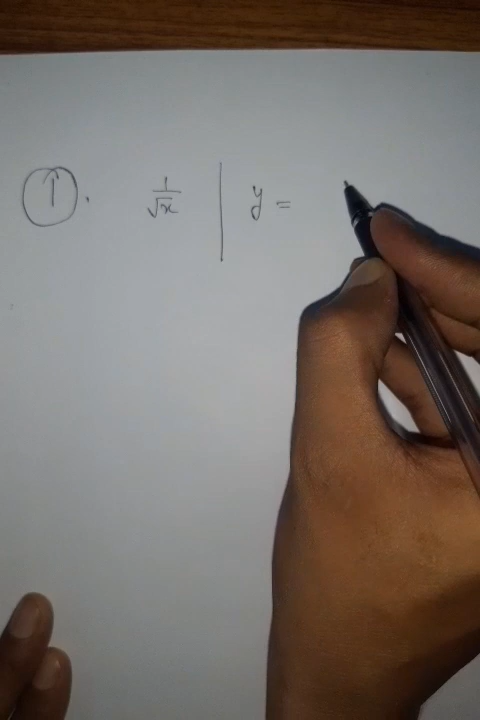 1. 1/√x | y =